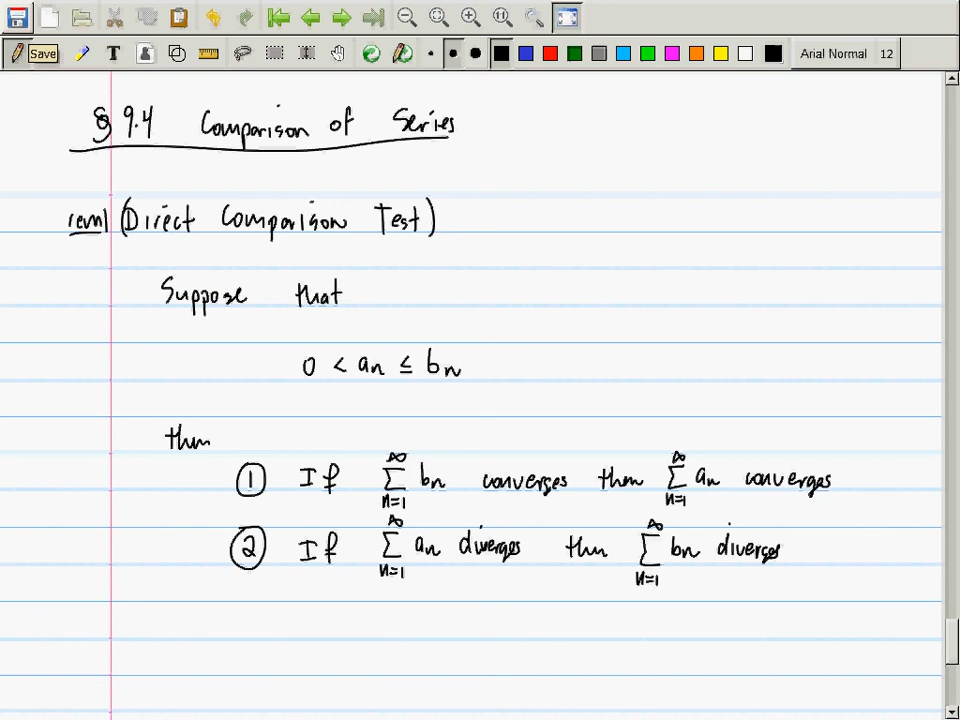 Save
T
Arial Normal 12
§ 9.4 Comparison of Series
(Direct Comparison Test)
Suppose that
0 < an ≤ bn
then
① If ∞ Σ n=1 bn converges then ∞ Σ n=1 an converges
② If ∞ Σ n=1 an diverges then ∞ Σ n=1 bn diverges